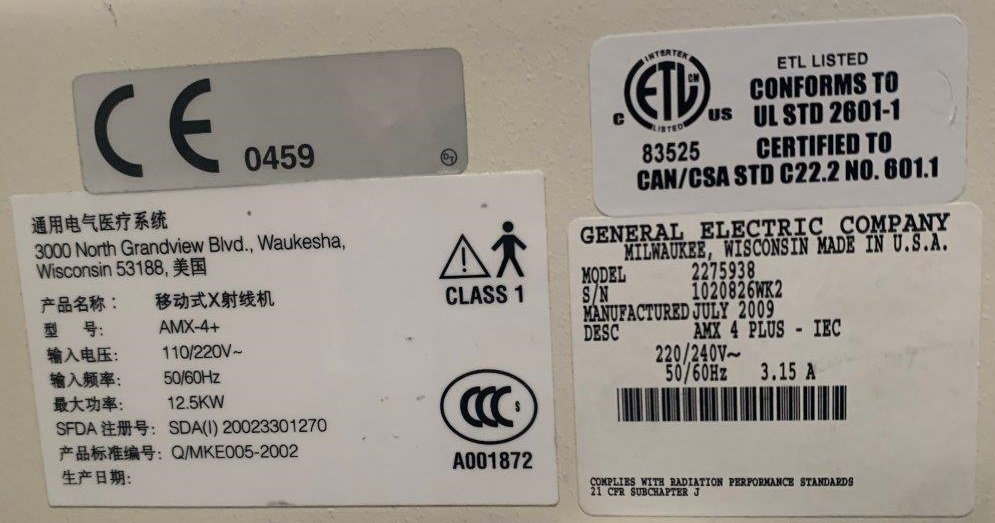 CE 0459
通用电气医疗系统
3000 North Grandview Blvd., Waukesha,
Wisconsin 53188, 美国
产品名称： 移动式X射线机
型 号: AMX-4+
输入电压: 110/220V~
输入频率: 50/60Hz
最大功率: 12.5KW
SFDA 注册号: SDA(I) 20023301270
产品标准编号: Q/MKE005-2002
生产日期:
CLASS 1
CCC S
A001872
INTERTEK
ETL CM
LISTED
C US
83525
ETL LISTED
CONFORMS TO
UL STD 2601-1
CERTIFIED TO
CAN/CSA STD C22.2 NO. 601.1
GENERAL ELECTRIC COMPANY
MILWAUKEE, WISCONSIN MADE IN U.S.A.
MODEL 2275938
S/N 1020826WK2
MANUFACTURED JULY 2009
DESC AMX 4 PLUS - IEC
220/240V~
50/60Hz 3.15 A
COMPLIES WITH RADIATION PERFORMANCE STANDARDS
21 CFR SUBCHAPTER J